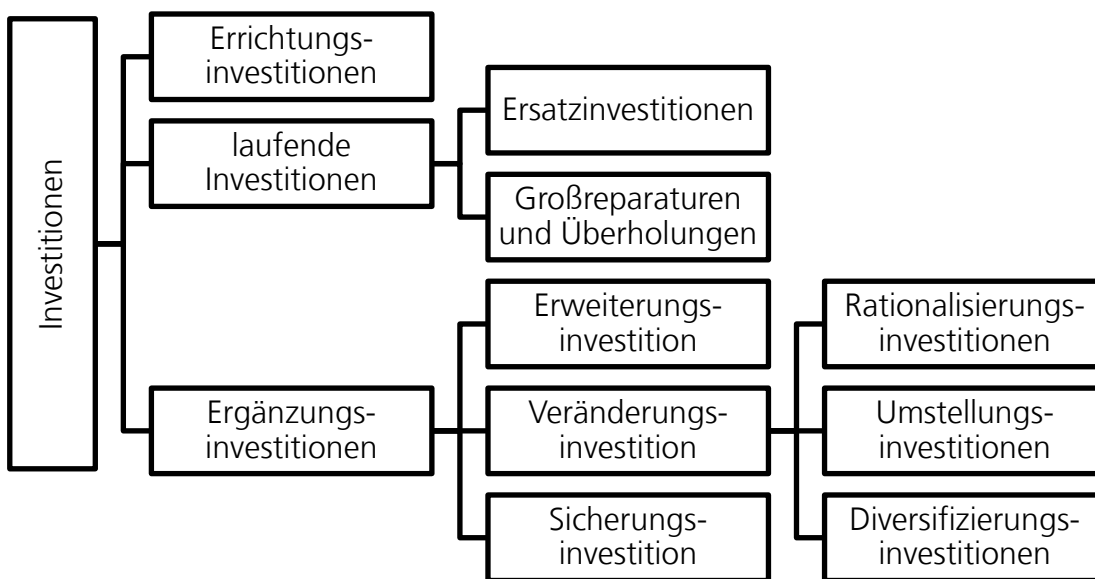 Investitionen
Errichtungs-
investitionen
laufende
Investitionen
Ersatzinvestitionen
Großreparaturen
und Überholungen
Ergänzungs-
investitionen
Erweiterungs-
investition
Veränderungs-
investition
Sicherungs-
investition
Rationalisierungs-
investitionen
Umstellungs-
investitionen
Diversifizierungs-
investitionen